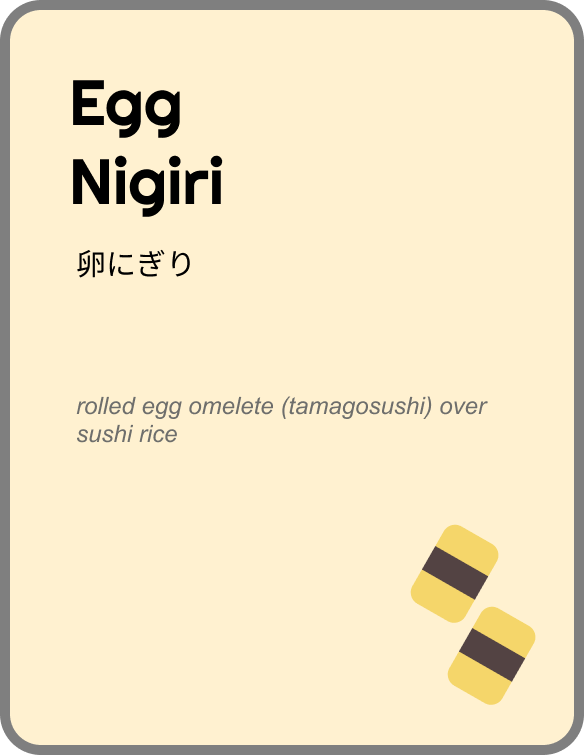 Egg
Nigiri
卵にぎり
rolled egg omelete (tamagosushi) over
sushi rice